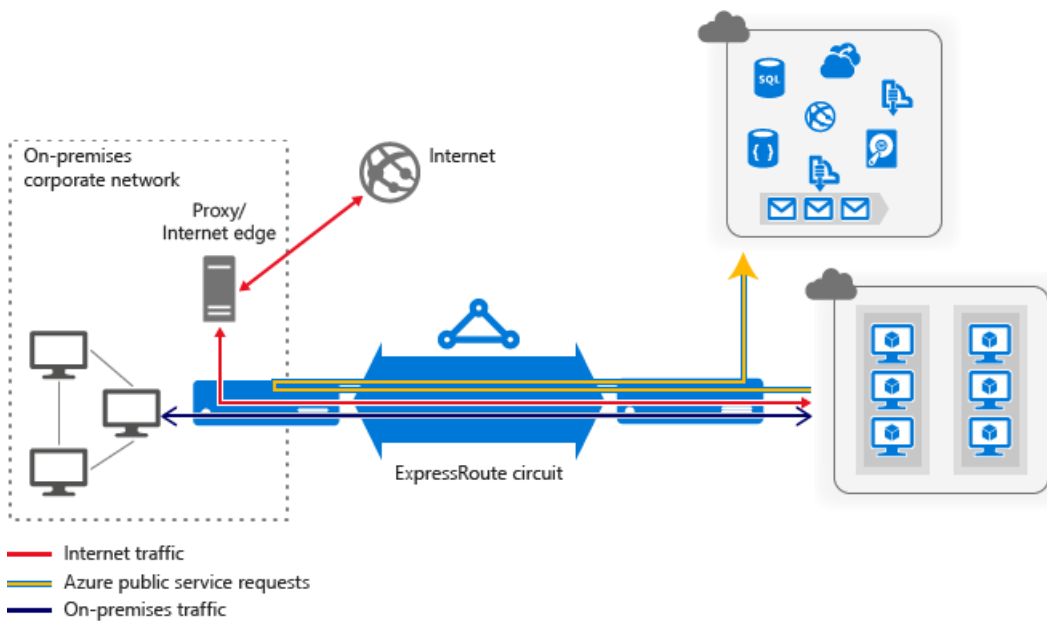 SQL
{ }
On-premises
corporate network
Internet
Proxy/
Internet edge
ExpressRoute circuit
Internet traffic
Azure public service requests
On-premises traffic